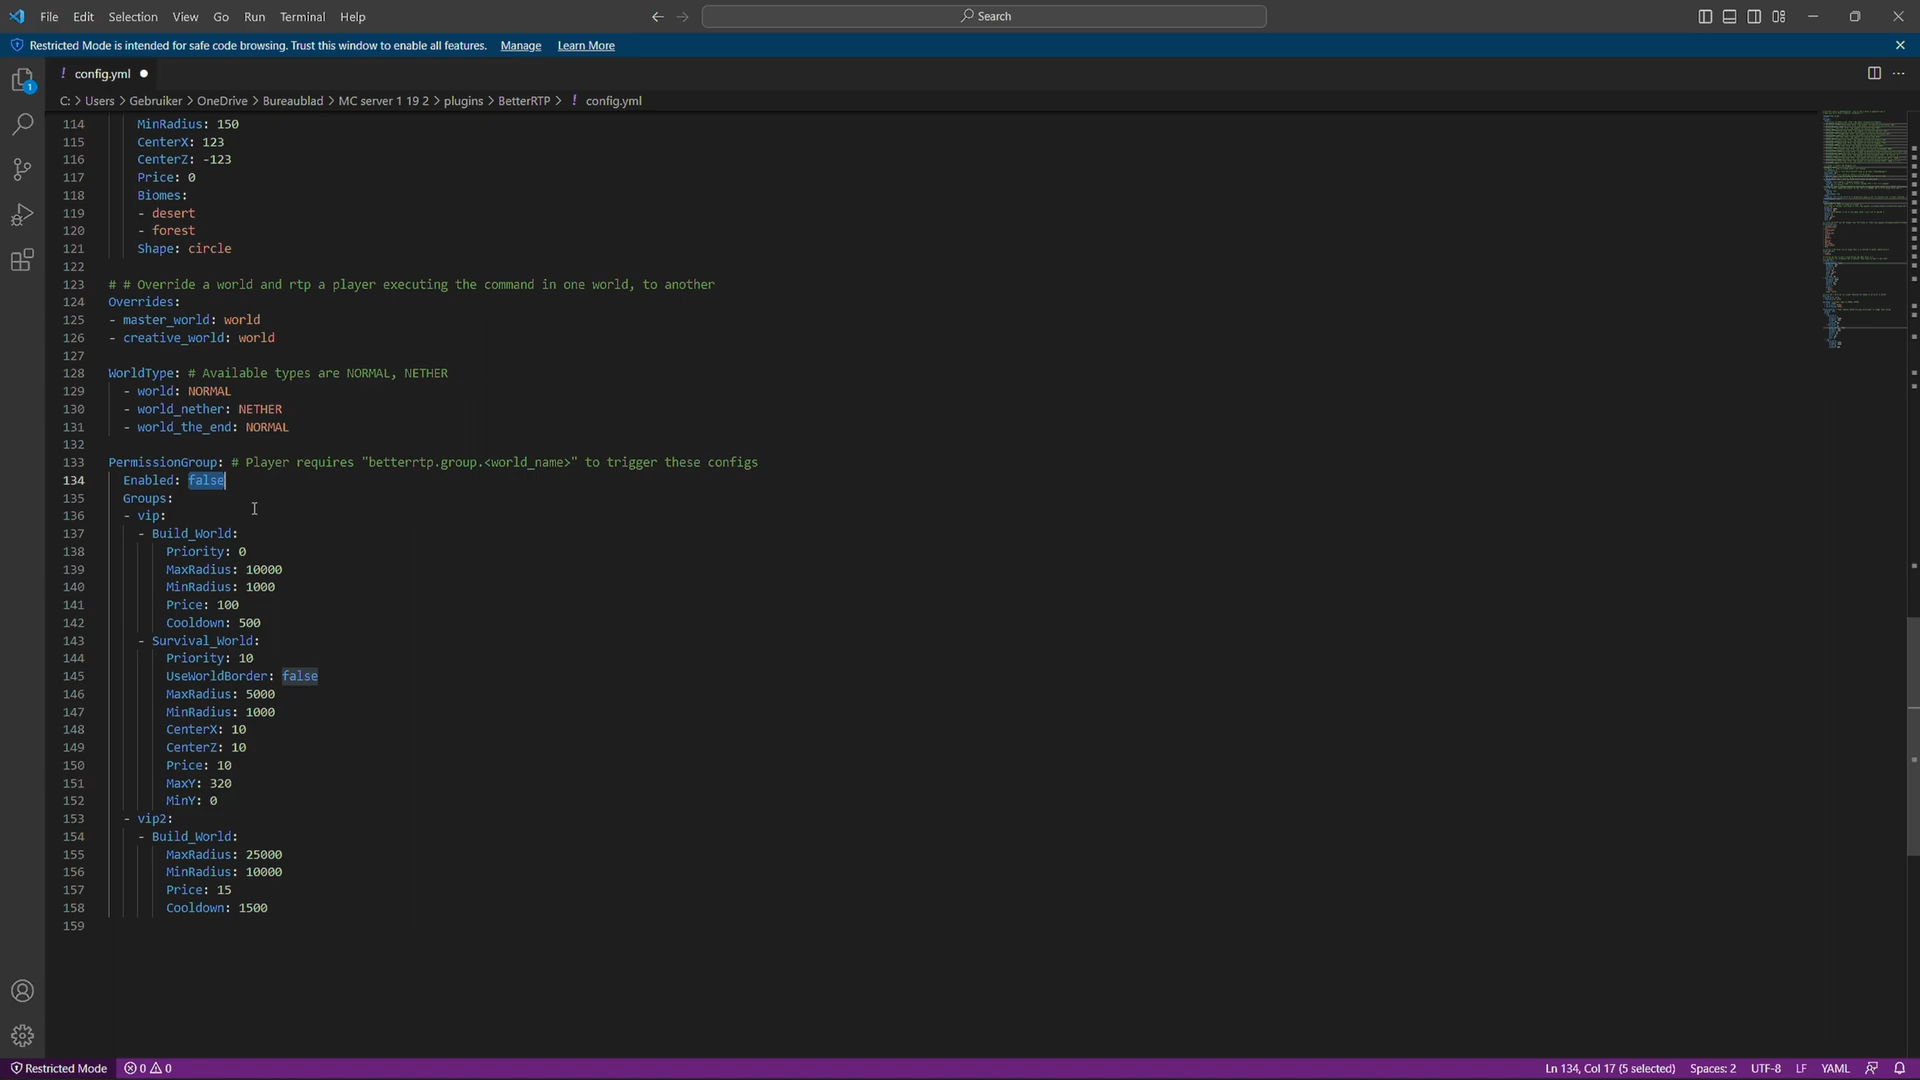 File Edit Selection View Go Run Terminal Help
Search
Restricted Mode is intended for safe code browsing. Trust this window to enable all features. Manage Learn More
1
! config.yml
C: > Users > Gebruiker > OneDrive > Bureaublad > MC server 1 19 2 > plugins > BetterRTP > ! config.yml
114 MinRadius: 150
115 CenterX: 123
116 CenterZ: -123
117 Price: 0
118 Biomes:
119 - desert
120 - forest
121 Shape: circle
122
123 # # Override a world and rtp a player executing the command in one world, to another
124 Overrides:
125 - master_world: world
126 - creative_world: world
127
128 WorldType: # Available types are NORMAL, NETHER
129 - world: NORMAL
130 - world_nether: NETHER
131 - world_the_end: NORMAL
132
133 PermissionGroup: # Player requires "betterrtp.group.<world_name>" to trigger these configs
134 Enabled: false
135 Groups:
136 - vip:
137 - Build_World:
138 Priority: 0
139 MaxRadius: 10000
140 MinRadius: 1000
141 Price: 100
142 Cooldown: 500
143 - Survival_World:
144 Priority: 10
145 UseWorldBorder: false
146 MaxRadius: 5000
147 MinRadius: 1000
148 CenterX: 10
149 CenterZ: 10
150 Price: 10
151 MaxY: 320
152 MinY: 0
153 - vip2:
154 - Build_World:
155 MaxRadius: 25000
156 MinRadius: 10000
157 Price: 15
158 Cooldown: 1500
159
Restricted Mode 0 0 Ln 134, Col 17 (5 selected) Spaces: 2 UTF-8 LF YAML